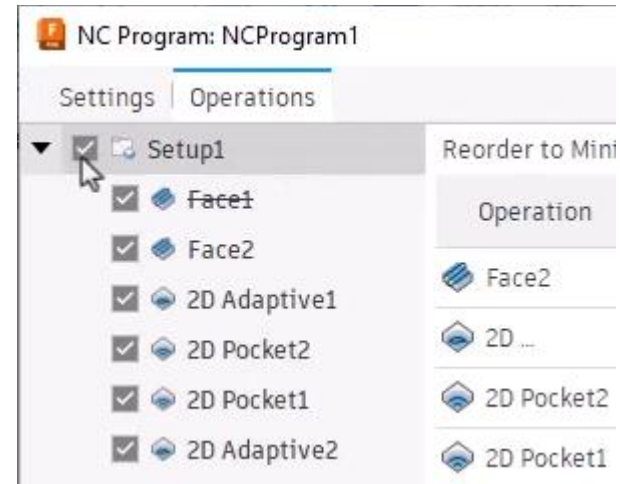 NC Program: NCProgram1
Settings | Operations
Setup1
Face1
Face2
2D Adaptive1
2D Pocket2
2D Pocket1
2D Adaptive2
Reorder to Mini
Operation
Face2
2D ...
2D Pocket2
2D Pocket1